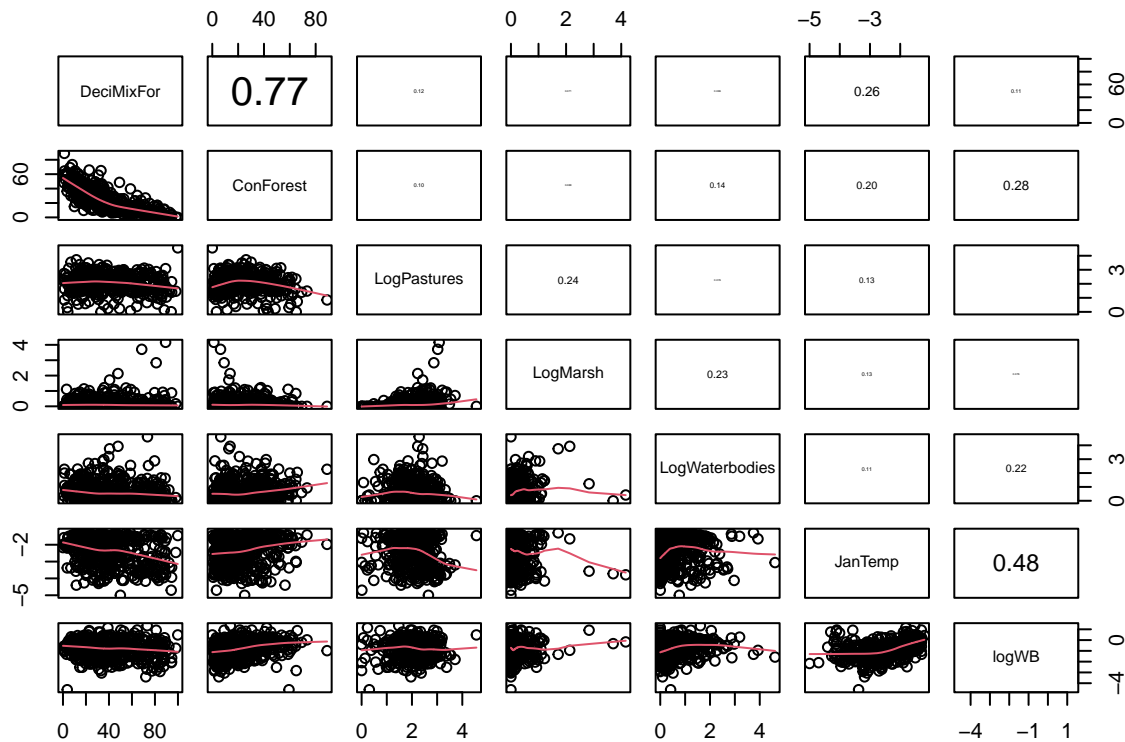 0 40 80 0 2 4 −5 −3
DeciMixFor 0.77 0.12 0.26 0.11 0 60
0 60 ConForest 0.10 0.14 0.20 0.28
LogPastures 0.24 0.13 0 3
0 2 4 LogMarsh 0.23 0.13
LogWaterbodies 0.11 0.22 0 3
−5 −2 JanTemp 0.48
logWB −4 0
0 40 80 0 2 4 0 2 4 −4 −1 1